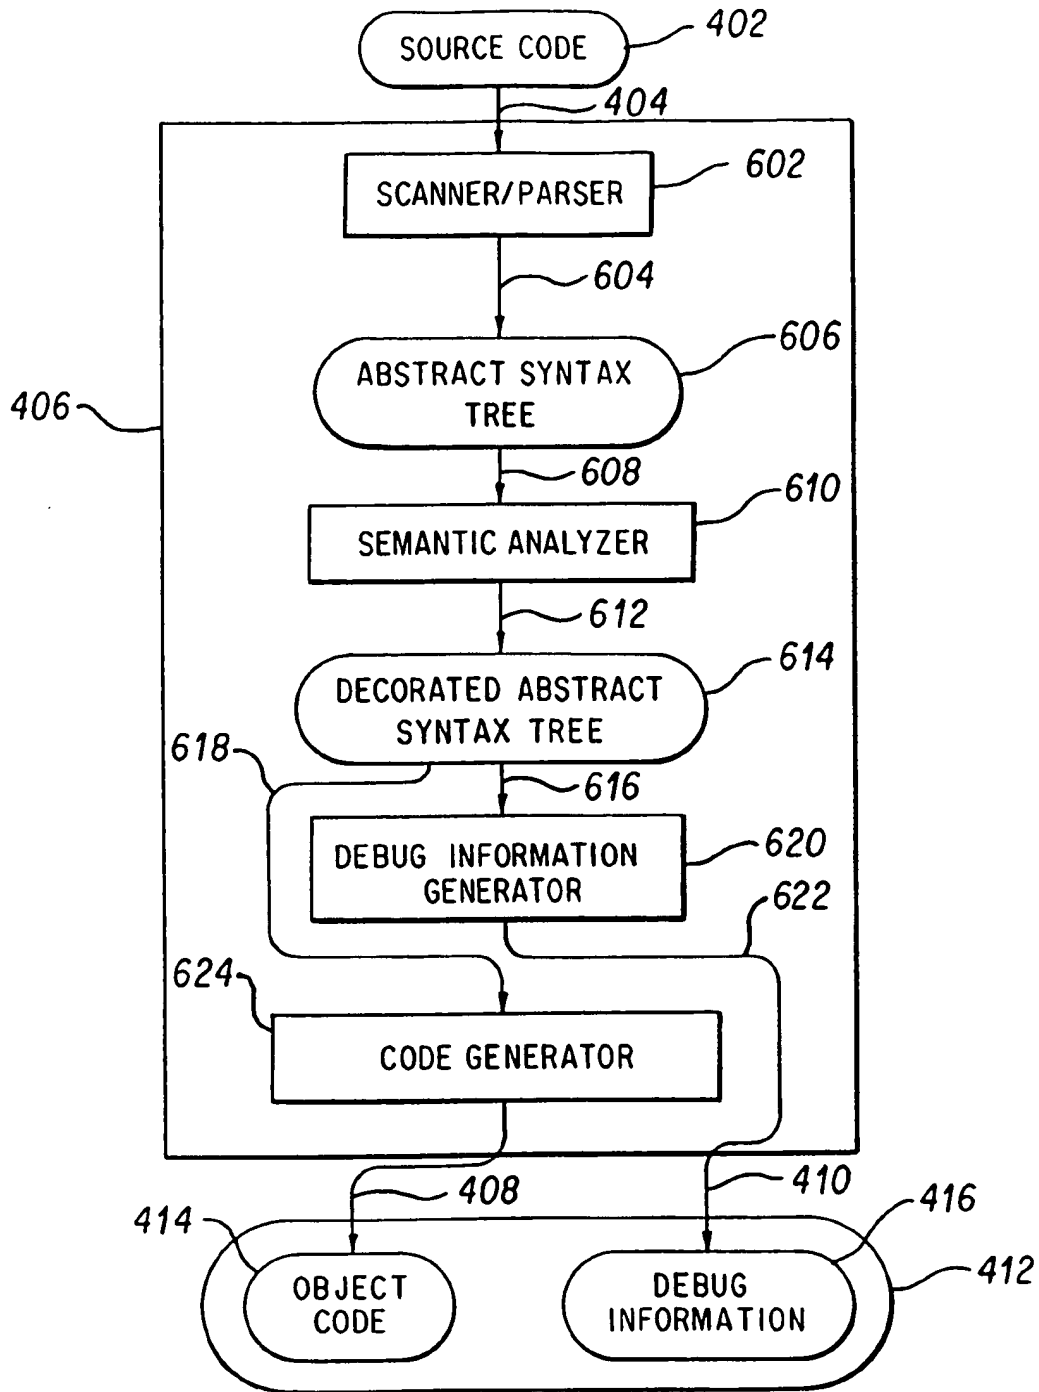 SOURCE CODE
402
404
SCANNER/PARSER
602
604
606
ABSTRACT SYNTAX
TREE
406
608
610
SEMANTIC ANALYZER
612
614
DECORATED ABSTRACT
SYNTAX TREE
618
616
DEBUG INFORMATION
GENERATOR
620
622
624
CODE GENERATOR
408
410
414
416
OBJECT
CODE
DEBUG
INFORMATION
412